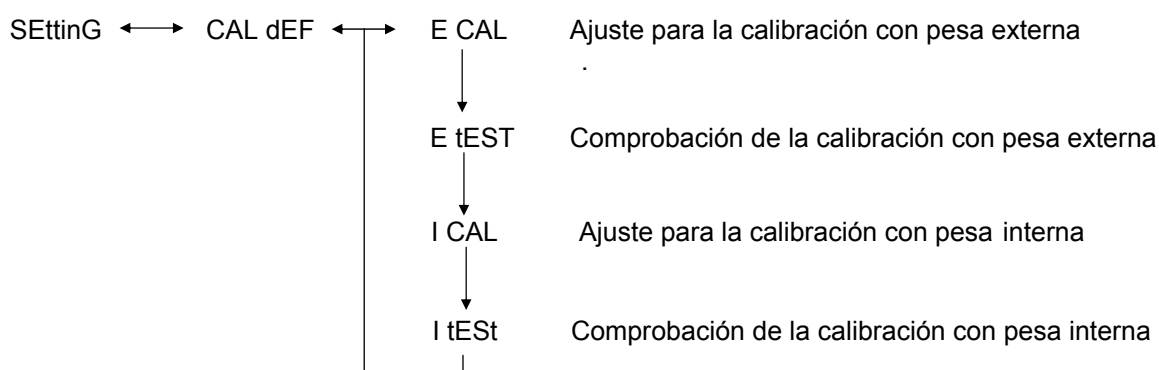 SEttinG CAL dEF E CAL Ajuste para la calibración con pesa externa
.
E tEST Comprobación de la calibración con pesa externa
I CAL Ajuste para la calibración con pesa interna
I tESt Comprobación de la calibración con pesa interna